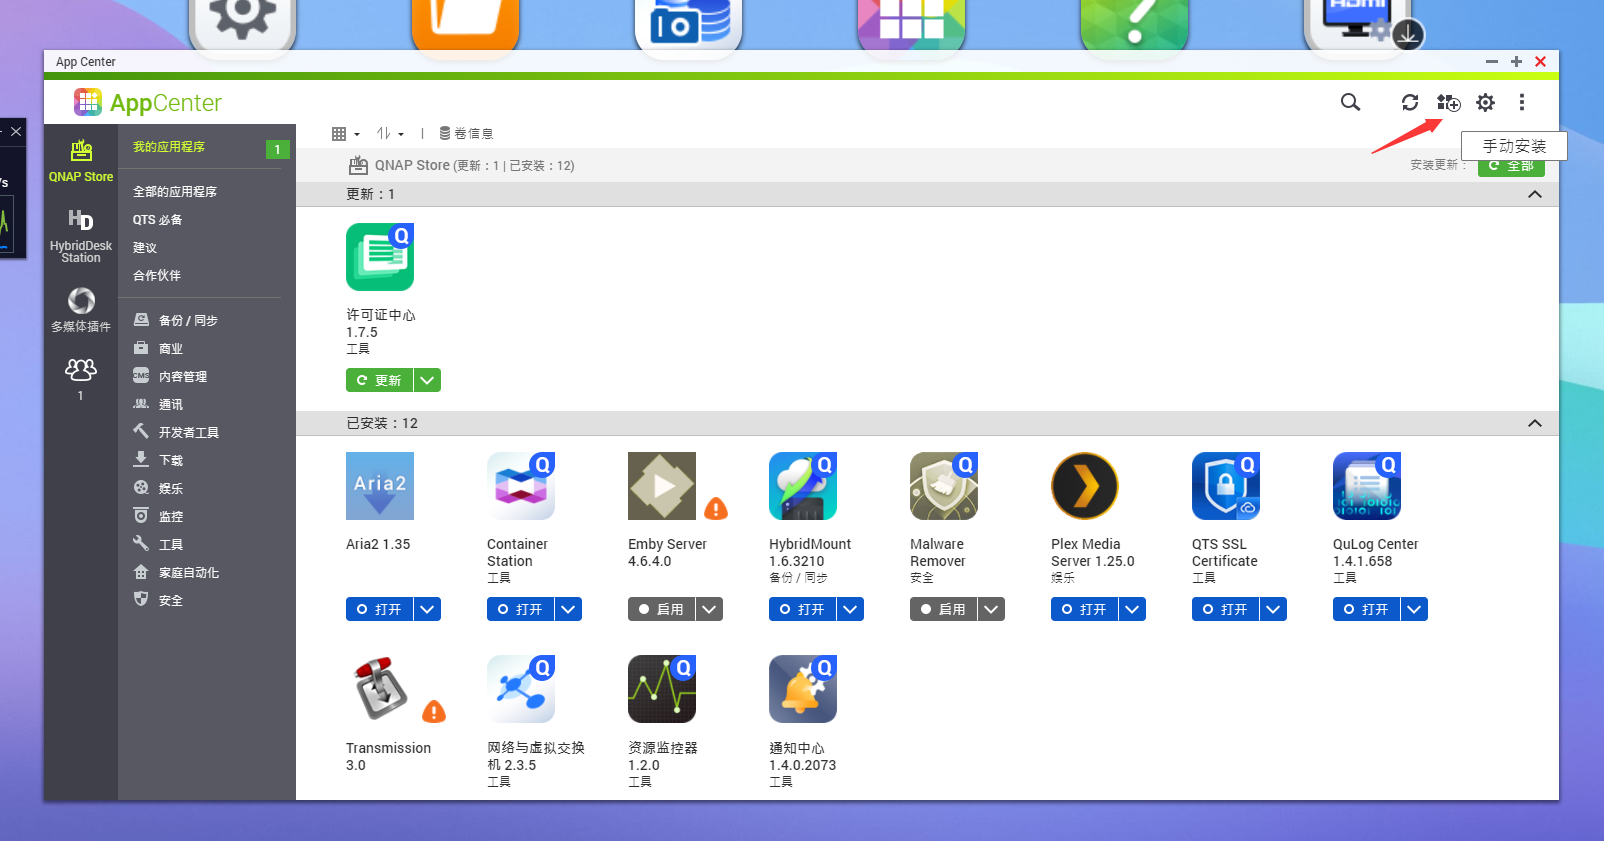 HDMI
App Center
AppCenter
/s
QNAP Store
HD
HybridDesk
Station
多媒体插件
1
我的应用程序
1
全部的应用程序
QTS 必备
建议
合作伙伴
备份 / 同步
商业
CMS
内容管理
通讯
开发者工具
下载
娱乐
监控
工具
家庭自动化
安全
卷信息
手动安装
QNAP Store (更新：1 | 已安装：12)
安装更新：
全部
更新：1
Q
许可证中心
1.7.5
工具
更新
已安装：12
Aria2
Q
Q
Q
Q
Q
Aria2 1.35
Container
Station
工具
Emby Server
4.6.4.0
HybridMount
1.6.3210
备份 / 同步
Malware
Remover
安全
Plex Media
Server 1.25.0
娱乐
QTS SSL
Certificate
工具
QuLog Center
1.4.1.658
工具
打开
打开
启用
打开
启用
打开
打开
打开
Q
Q
Q
Transmission
3.0
网络与虚拟交换
机 2.3.5
工具
资源监控器
1.2.0
工具
通知中心
1.4.0.2073
工具